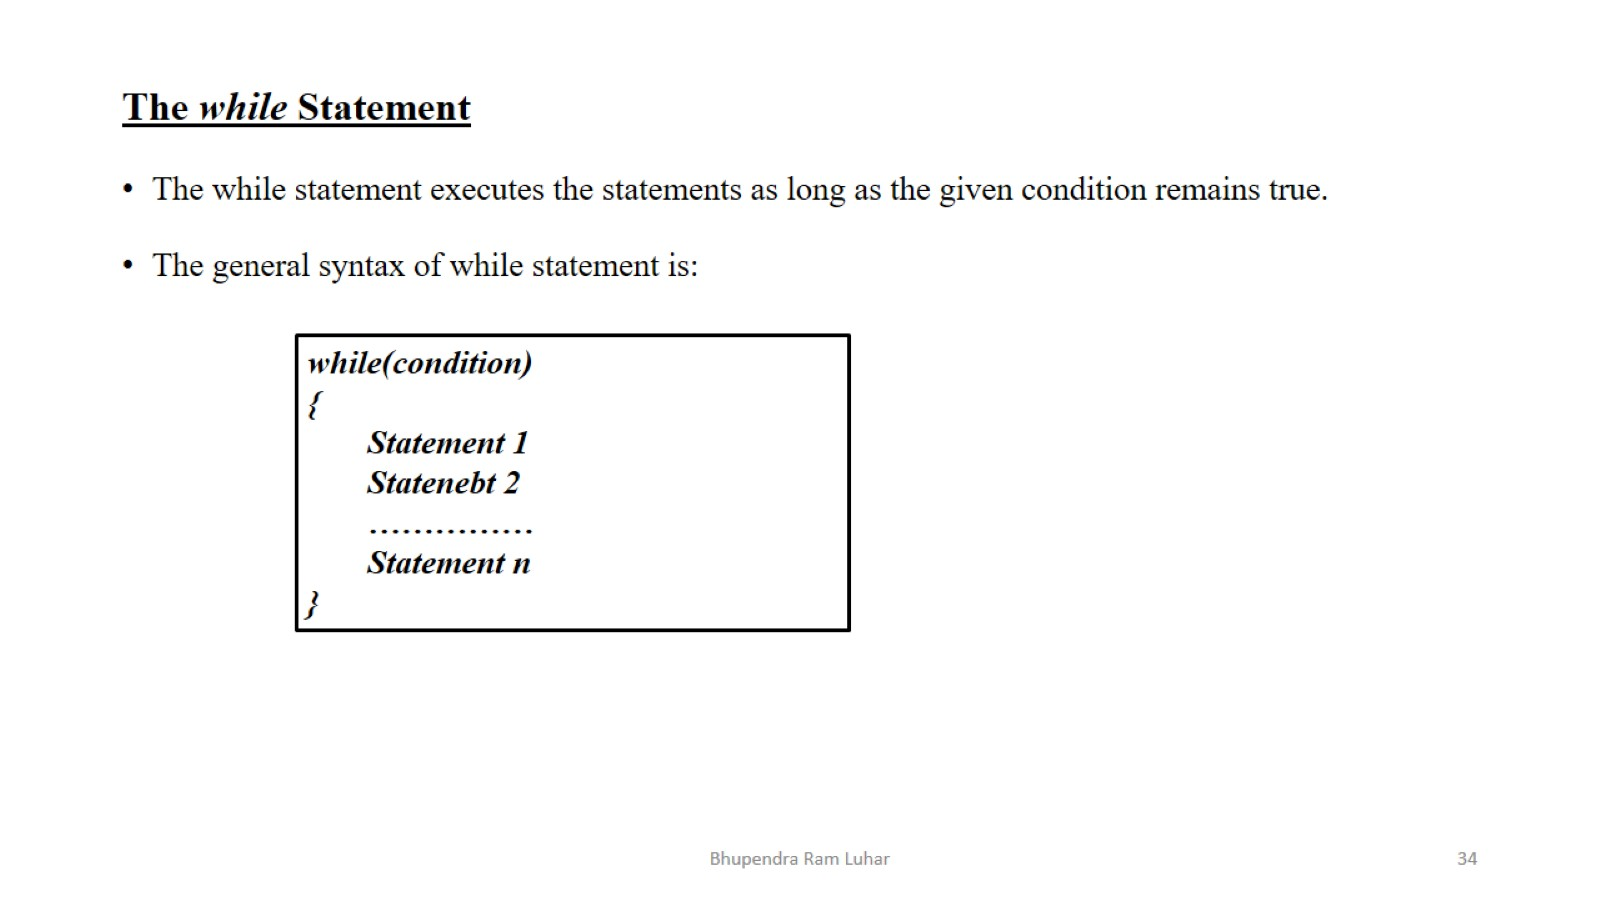 The while Statement
• The while statement executes the statements as long as the given condition remains true.
• The general syntax of while statement is:
while(condition)
{
Statement 1
Statenebt 2
……………
Statement n
}
Bhupendra Ram Luhar
34